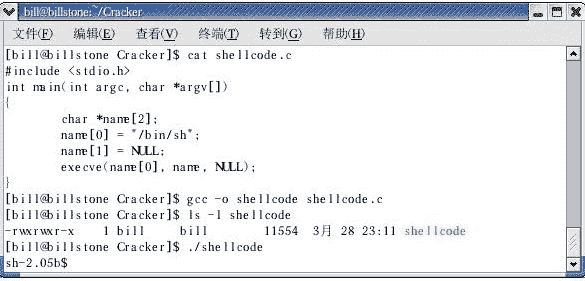 bill@billstone:~/Cracker
文件(F) 编辑(E) 查看(V) 终端(T) 转到(G) 帮助(H)
[bill@billstone Cracker]$ cat shellcode.c
#include <stdio.h>
int main(int argc, char *argv[])
{
char *name[2];
name[0] = "/bin/sh";
name[1] = NULL;
execve(name[0], name, NULL);
}
[bill@billstone Cracker]$ gcc -o shellcode shellcode.c
[bill@billstone Cracker]$ ls -l shellcode
-rwxrwxr-x 1 bill bill 11554 3月 28 23:11 shellcode
[bill@billstone Cracker]$ ./shellcode
sh-2.05b$